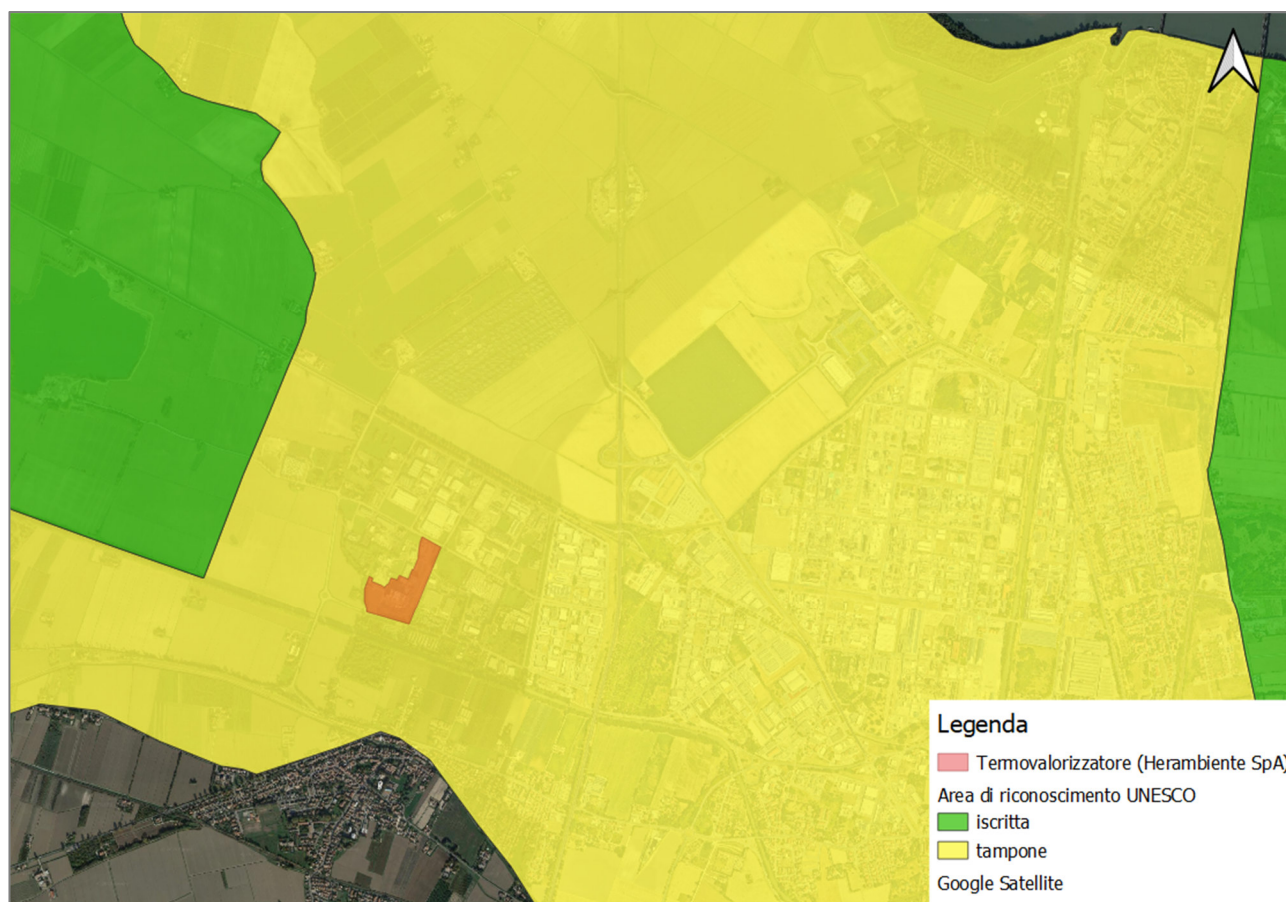 Legenda
Termovalorizzatore (Herambiente SpA)
Area di riconoscimento UNESCO
iscritta
tampone
Google Satellite